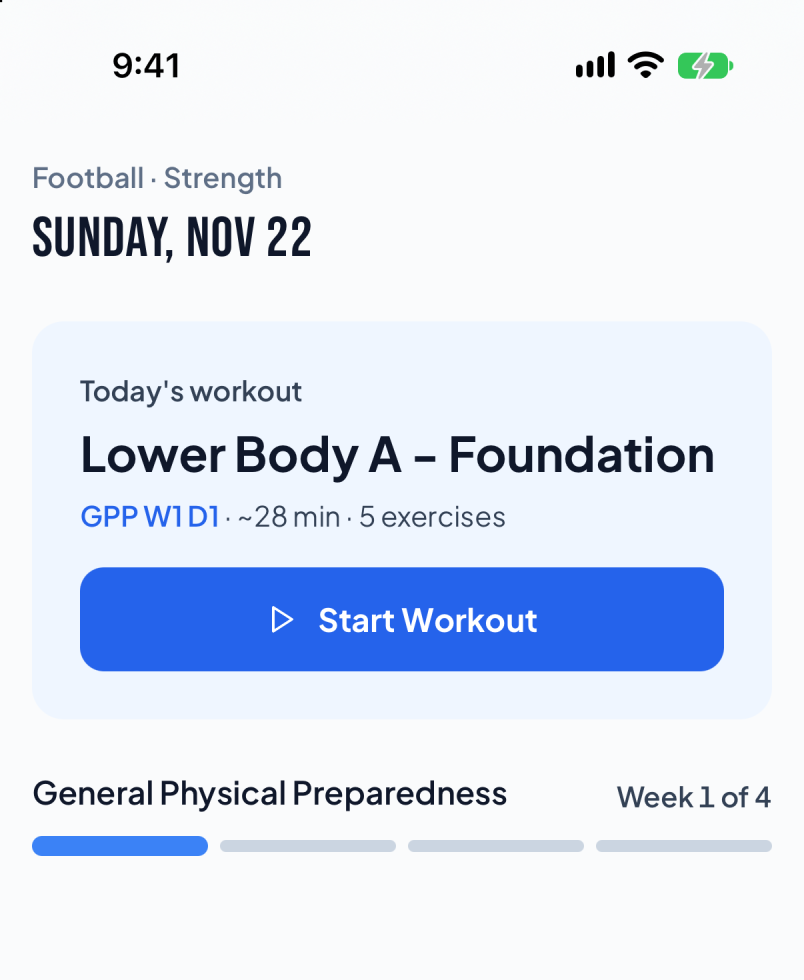 9:41
Football · Strength
SUNDAY, NOV 22
Today's workout
Lower Body A – Foundation
GPP W1 D1 · ~28 min · 5 exercises
Start Workout
General Physical Preparedness
Week 1 of 4